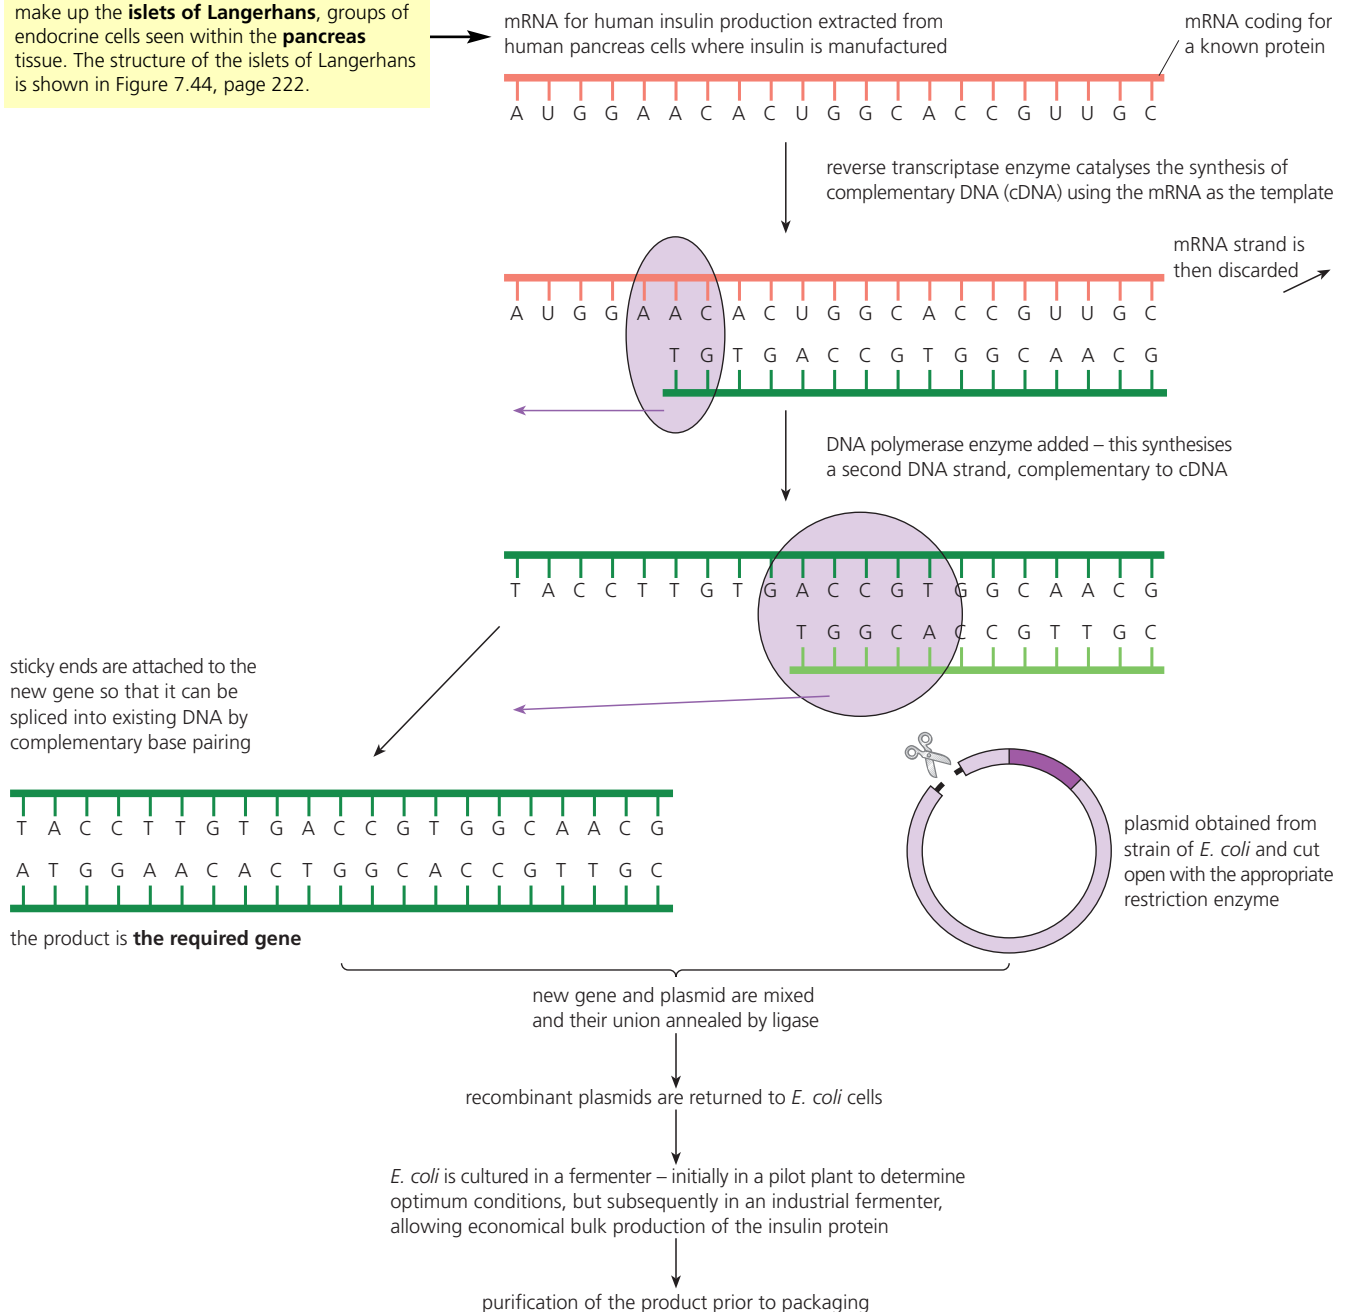 make up the islets of Langerhans, groups of
endocrine cells seen within the pancreas
tissue. The structure of the islets of Langerhans
is shown in Figure 7.44, page 222.
mRNA for human insulin production extracted from
human pancreas cells where insulin is manufactured
mRNA coding for
a known protein
A U G G A A C A C U G G C A C C G U U G C
reverse transcriptase enzyme catalyses the synthesis of
complementary DNA (cDNA) using the mRNA as the template
mRNA strand is
then discarded
A U G G A A C A C U G G C A C C G U U G C
T G T G A C C G T G G C A A C G
DNA polymerase enzyme added – this synthesises
a second DNA strand, complementary to cDNA
T A C C T T G T G A C C G T G G C A A C G
T G G C A C C G T T G C
sticky ends are attached to the
new gene so that it can be
spliced into existing DNA by
complementary base pairing
T A C C T T G T G A C C G T G G C A A C G
A T G G A A C A C T G G C A C C G T T G C
the product is the required gene
plasmid obtained from
strain of E. coli and cut
open with the appropriate
restriction enzyme
new gene and plasmid are mixed
and their union annealed by ligase
recombinant plasmids are returned to E. coli cells
E. coli is cultured in a fermenter – initially in a pilot plant to determine
optimum conditions, but subsequently in an industrial fermenter,
allowing economical bulk production of the insulin protein
purification of the product prior to packaging